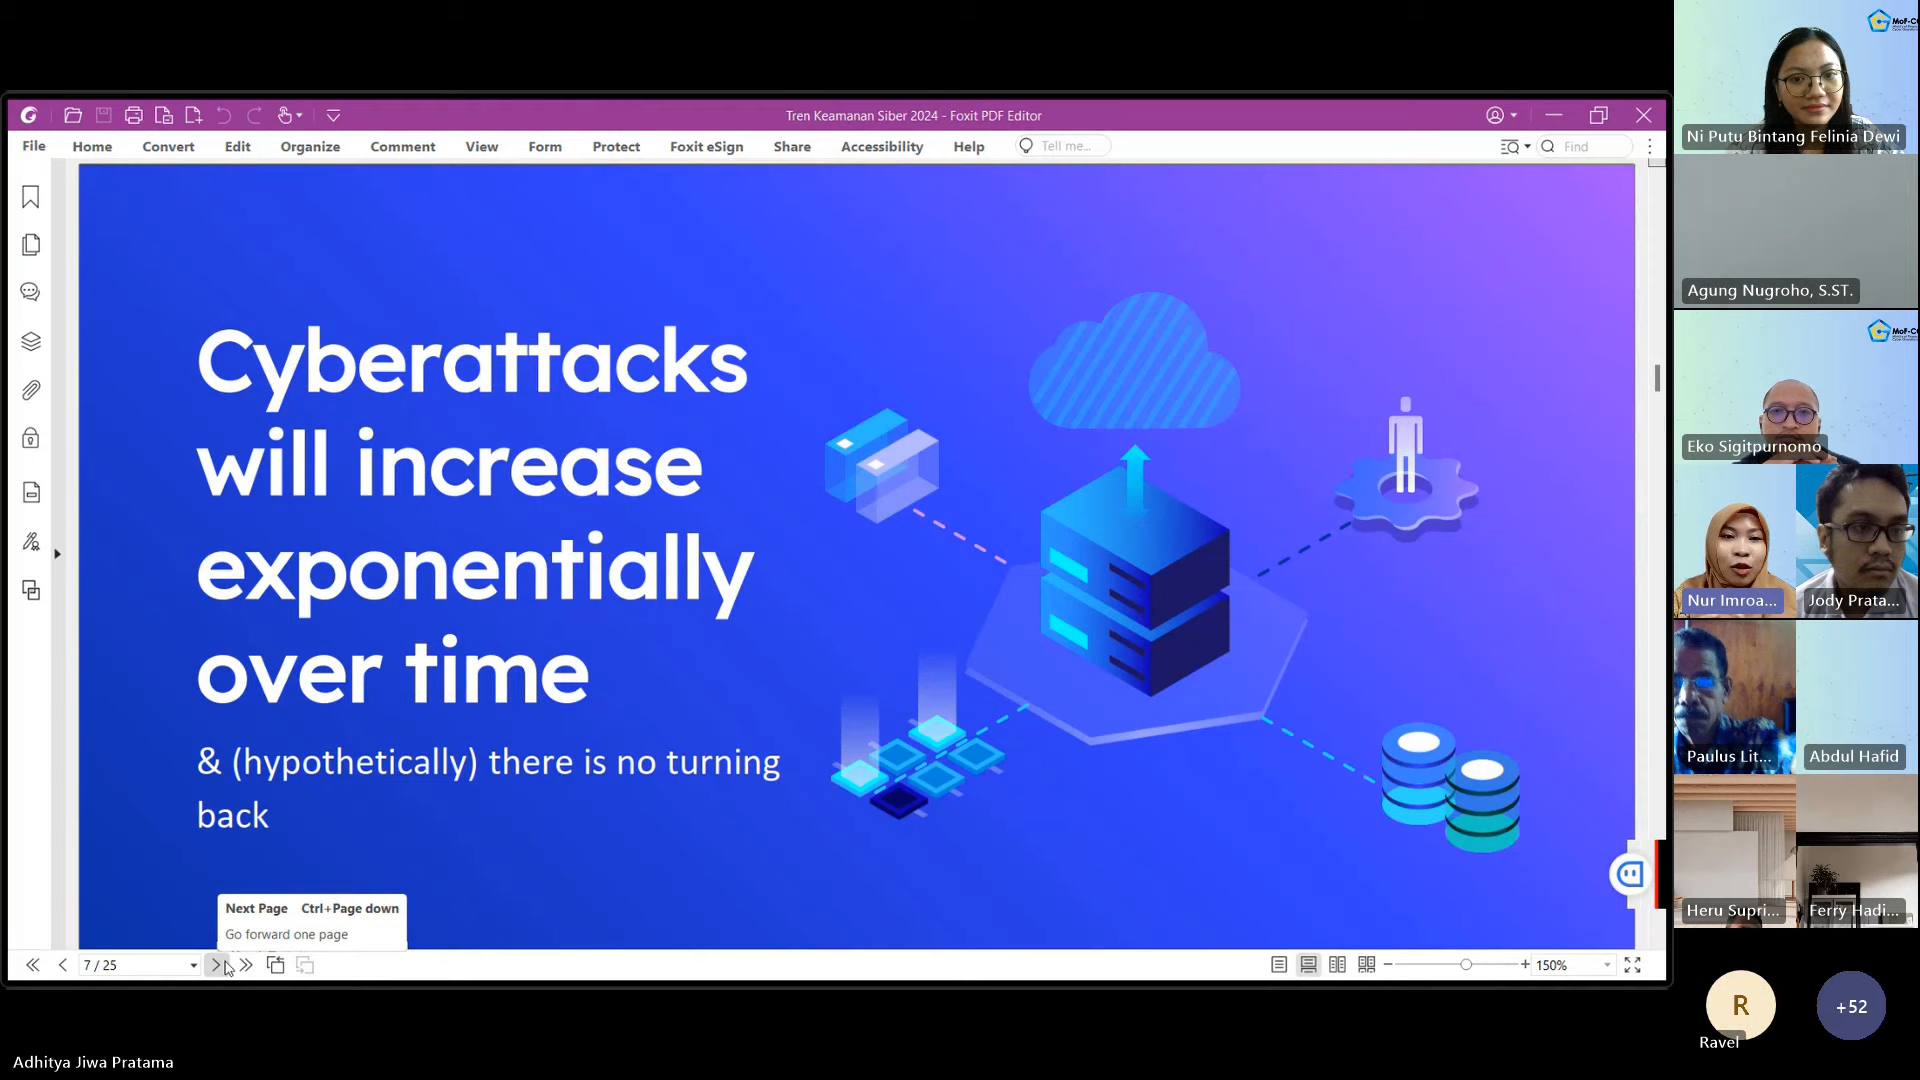 Tren Keamanan Siber 2024 - Foxit PDF Editor
File Home Convert Edit Organize Comment View Form Protect Foxit eSign Share Accessibility Help Tell me... Find
Cyberattacks
will increase
exponentially
over time
& (hypothetically) there is no turning
back
Next Page Ctrl+Page down
Go forward one page
7 / 25
150%
Adhitya Jiwa Pratama
MoF-C
Ni Putu Bintang Felinia Dewi
Agung Nugroho, S.ST.
MoF-C
Eko Sigitpurnomo
Nur Imroa...
Jody Prata...
Paulus Lit...
Abdul Hafid
Heru Supri...
Ferry Hadi...
R
+52
Ravel